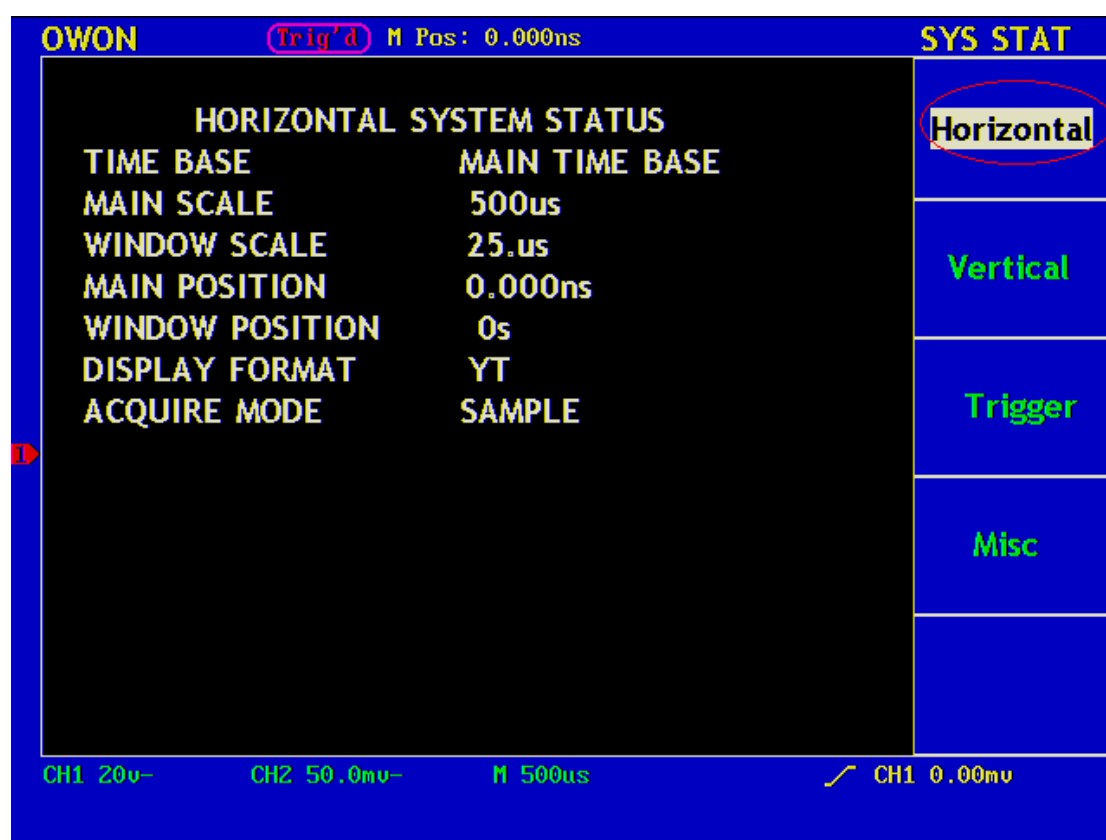 OWON Trig'd M Pos: 0.000ns SYS STAT
HORIZONTAL SYSTEM STATUS
TIME BASE MAIN TIME BASE
MAIN SCALE 500us
WINDOW SCALE 25.us
MAIN POSITION 0.000ns
WINDOW POSITION 0s
DISPLAY FORMAT YT
ACQUIRE MODE SAMPLE
1
Horizontal
Vertical
Trigger
Misc
CH1 20v- CH2 50.0mv- M 500us CH1 0.00mv